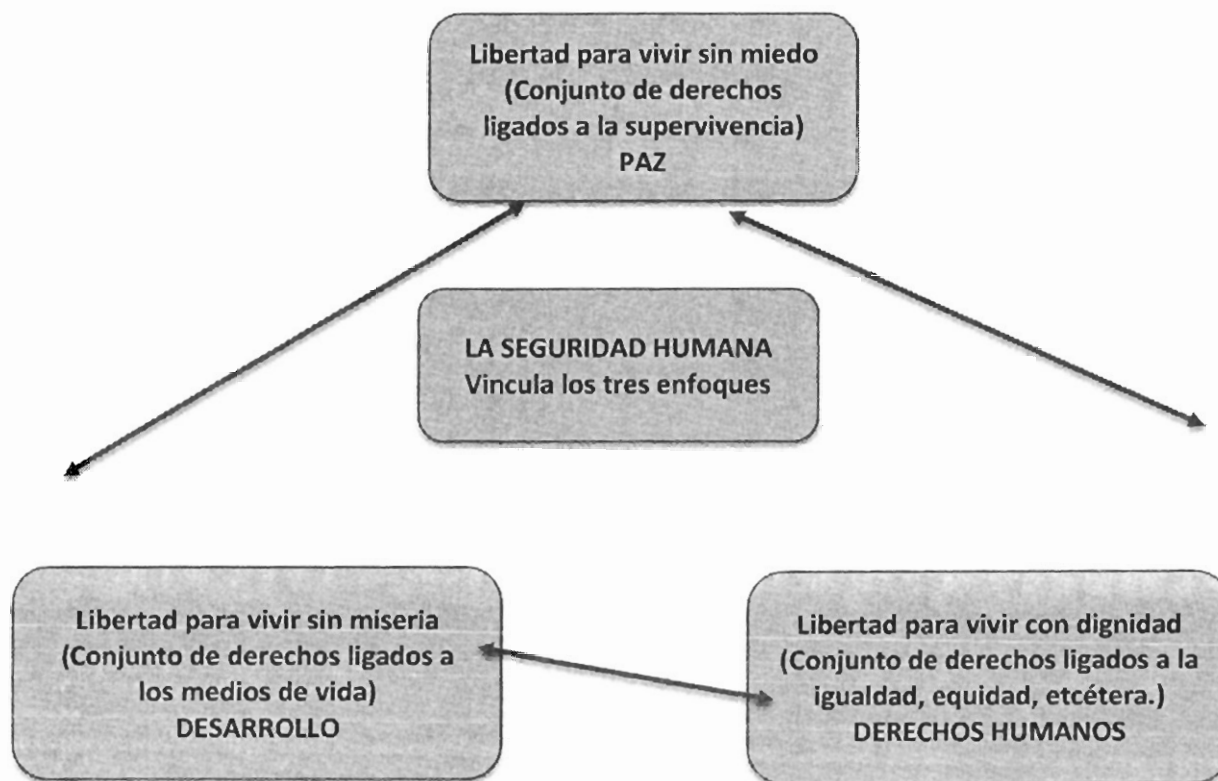 Libertad para vivir sin miedo
(Conjunto de derechos
ligados a la supervivencia)
PAZ
LA SEGURIDAD HUMANA
Vincula los tres enfoques
Libertad para vivir sin miseria
(Conjunto de derechos ligados a
los medios de vida)
DESARROLLO
Libertad para vivir con dignidad
(Conjunto de derechos ligados a la
igualdad, equidad, etcétera.)
DERECHOS HUMANOS